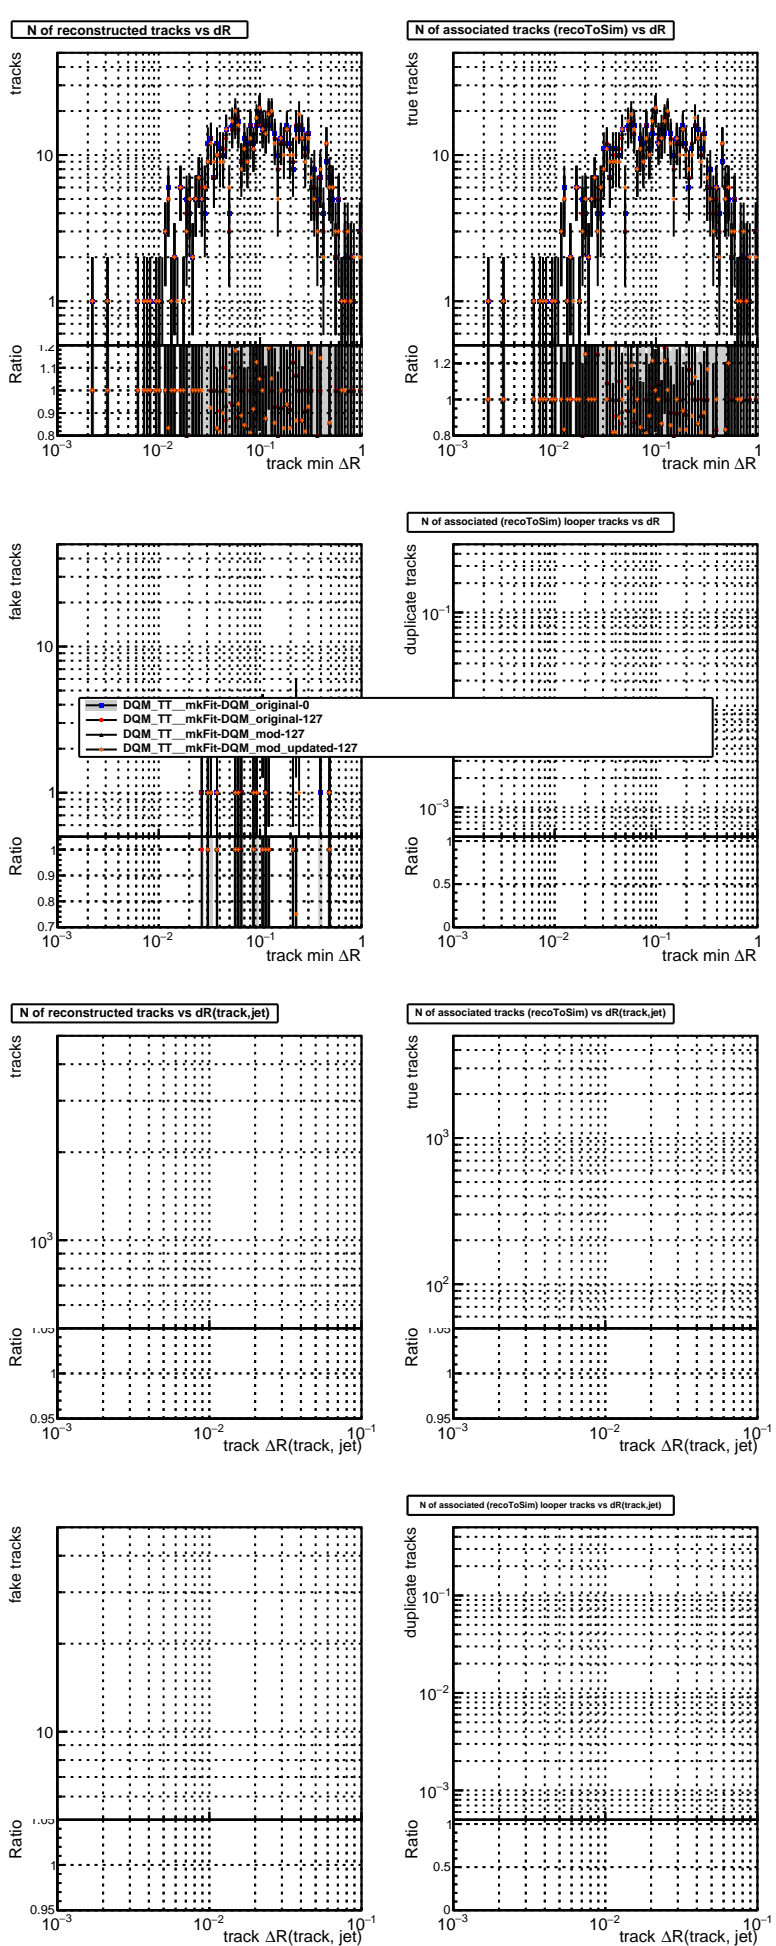 N of reconstructed tracks vs dR
tracks
10
1
Ratio
1.2
1.1
1
0.9
0.8
10−3
10−2
10−1
1
track min ΔR
N of associated tracks (recoToSim) vs dR
true tracks
10
1
Ratio
1.2
1
0.8
10−3
10−2
10−1
1
track min ΔR
fake tracks
10
1
Ratio
1
0.9
0.8
0.7
10−3
10−2
10−1
1
track min ΔR
N of associated (recoToSim) looper tracks vs dR
duplicate tracks
10−1
10−3
Ratio
1
0.5
0
10−3
10−2
10−1
1
track min ΔR
DQM_TT__mkFit-DQM_original-0
DQM_TT__mkFit-DQM_original-127
DQM_TT__mkFit-DQM_mod-127
DQM_TT__mkFit-DQM_mod_updated-127
N of reconstructed tracks vs dR(track,jet)
tracks
103
Ratio
1.05
1
0.95
10−3
10−2
10−1
track ΔR(track, jet)
N of associated tracks (recoToSim) vs dR(track,jet)
true tracks
103
102
Ratio
1.05
1
0.95
10−3
10−2
10−1
track ΔR(track, jet)
fake tracks
10
Ratio
1.05
1
0.95
10−3
10−2
10−1
track ΔR(track, jet)
N of associated (recoToSim) looper tracks vs dR(track,jet)
duplicate tracks
10−1
10−2
10−3
Ratio
1
0.5
0
10−3
10−2
10−1
track ΔR(track, jet)